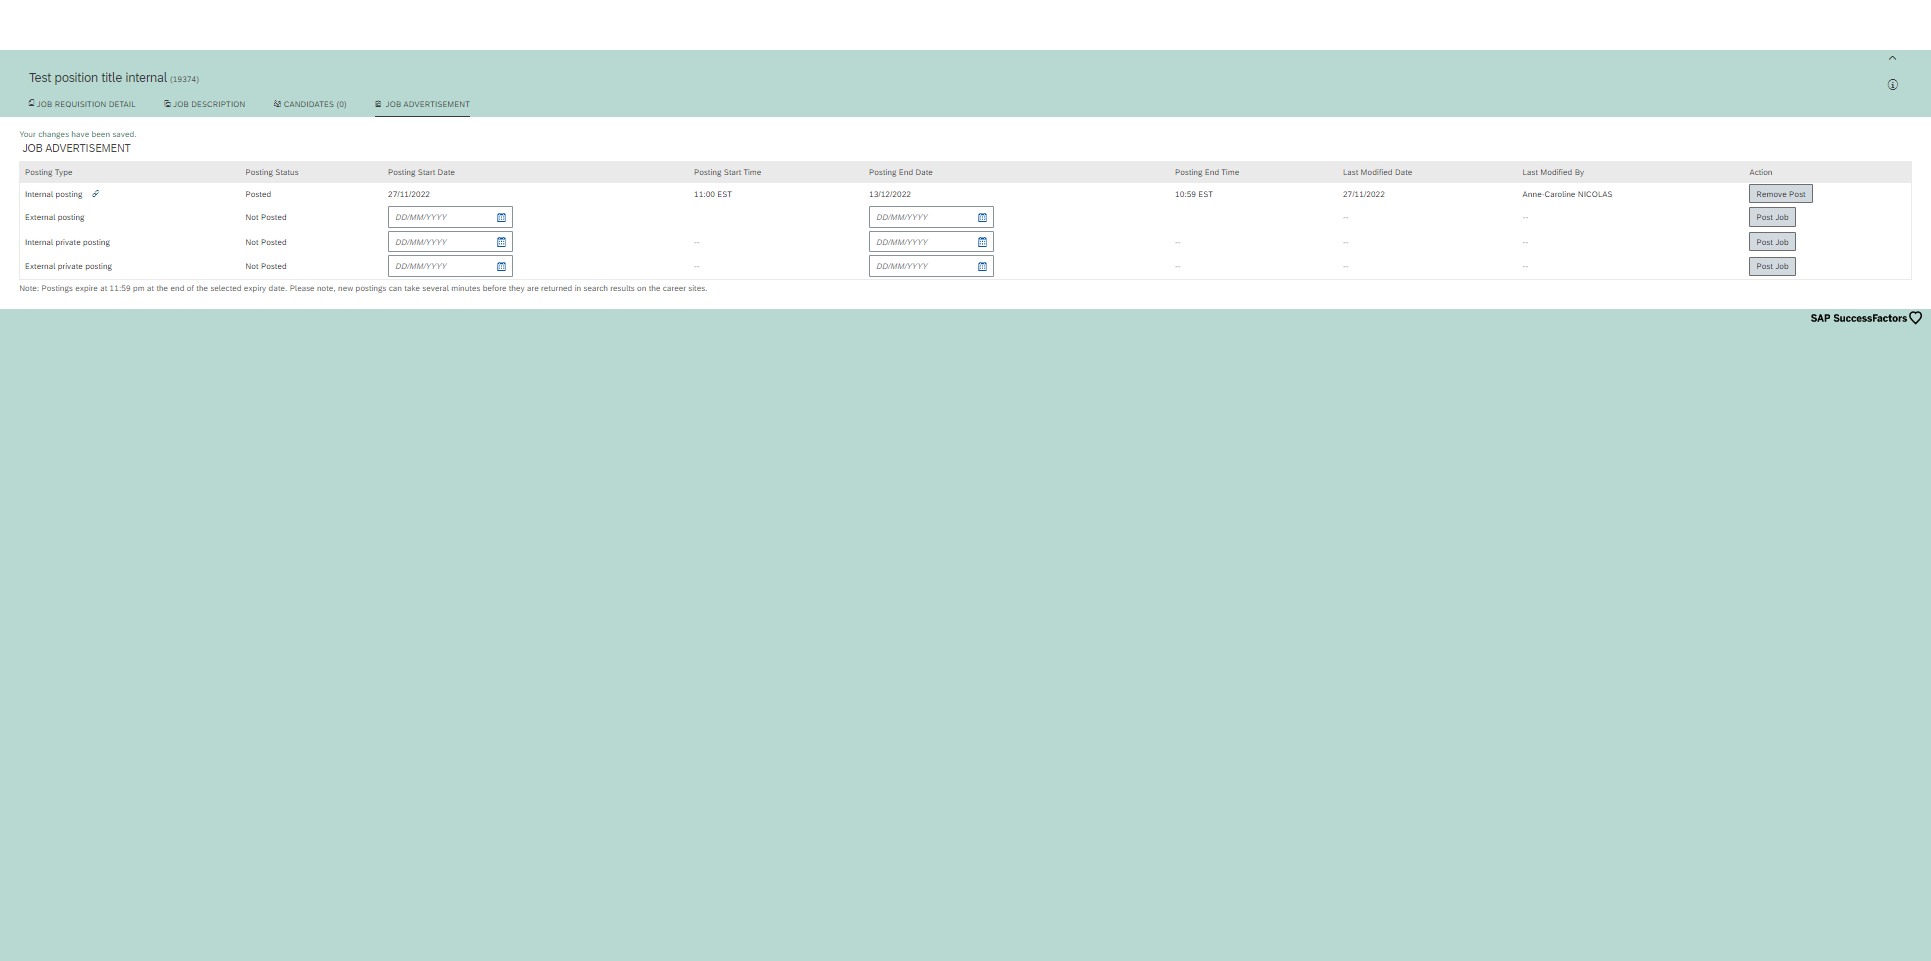 Test position title internal (19374)
JOB REQUISITION DETAIL JOB DESCRIPTION CANDIDATES (0) JOB ADVERTISEMENT
Your changes have been saved.
JOB ADVERTISEMENT
Posting Type Posting Status Posting Start Date Posting Start Time Posting End Date Posting End Time Last Modified Date Last Modified By Action
Internal posting Posted 27/11/2022 11:00 EST 13/12/2022 10:59 EST 27/11/2022 Anne-Caroline NICOLAS Remove Post
External posting Not Posted DD/MM/YYYY DD/MM/YYYY -- -- Post Job
Internal private posting Not Posted DD/MM/YYYY -- DD/MM/YYYY -- -- -- Post Job
External private posting Not Posted DD/MM/YYYY -- DD/MM/YYYY -- -- -- Post Job
Note: Postings expire at 11:59 pm at the end of the selected expiry date. Please note, new postings can take several minutes before they are returned in search results on the career sites.
SAP SuccessFactors